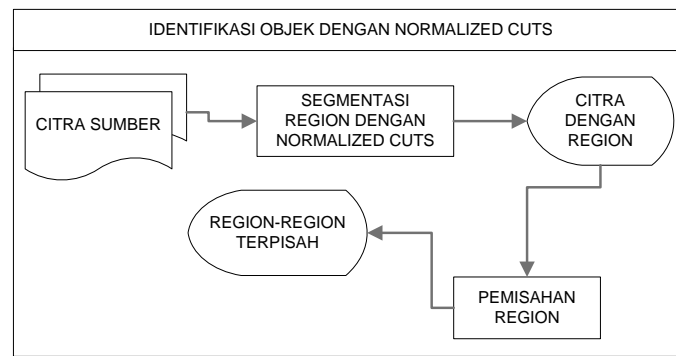 IDENTIFIKASI OBJEK DENGAN NORMALIZED CUTS
CITRA SUMBER
SEGMENTASI
REGION DENGAN
NORMALIZED CUTS
CITRA
DENGAN
REGION
REGION-REGION
TERPISAH
PEMISAHAN
REGION